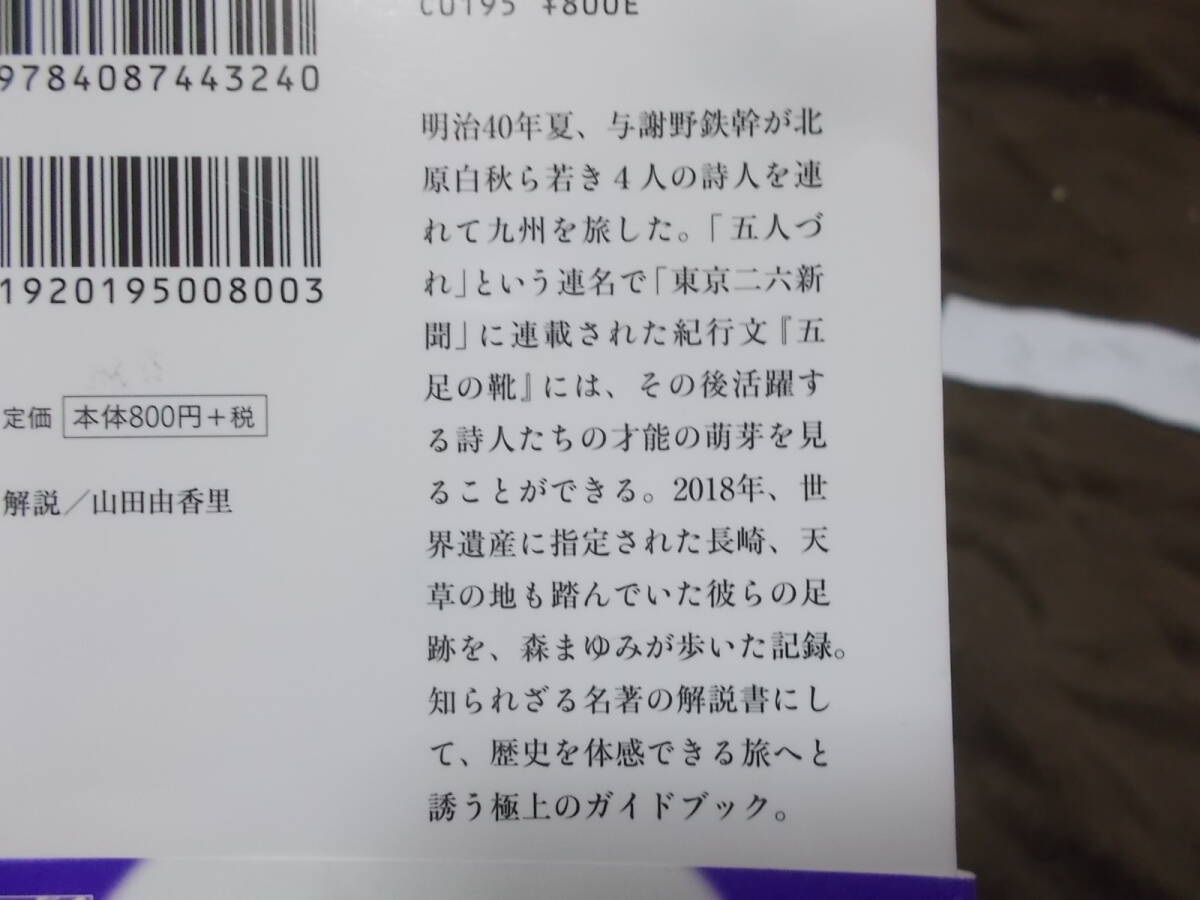 C0195 ¥800E
9784087443240
1920195008003
定価 本体800円+税
解説／山田由香里
明治40年夏、与謝野鉄幹が北
原白秋ら若き4人の詩人を連
れて九州を旅した。「五人づ
れ」という連名で「東京二六新
聞」に連載された紀行文『五
足の靴』には、その後活躍す
る詩人たちの才能の萌芽を見
ることができる。2018年、世
界遺産に指定された長崎、天
草の地も踏んでいた彼らの足
跡を、森まゆみが歩いた記録。
知られざる名著の解説書にし
て、歴史を体感できる旅へと
誘う極上のガイドブック。